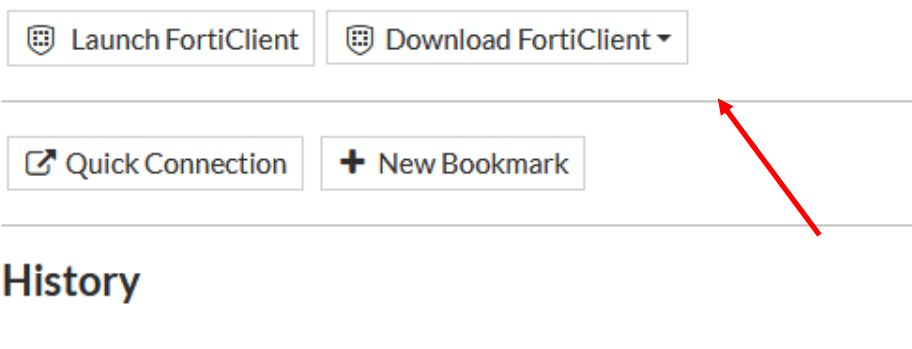 Launch FortiClient Download FortiClient
Quick Connection New Bookmark
History